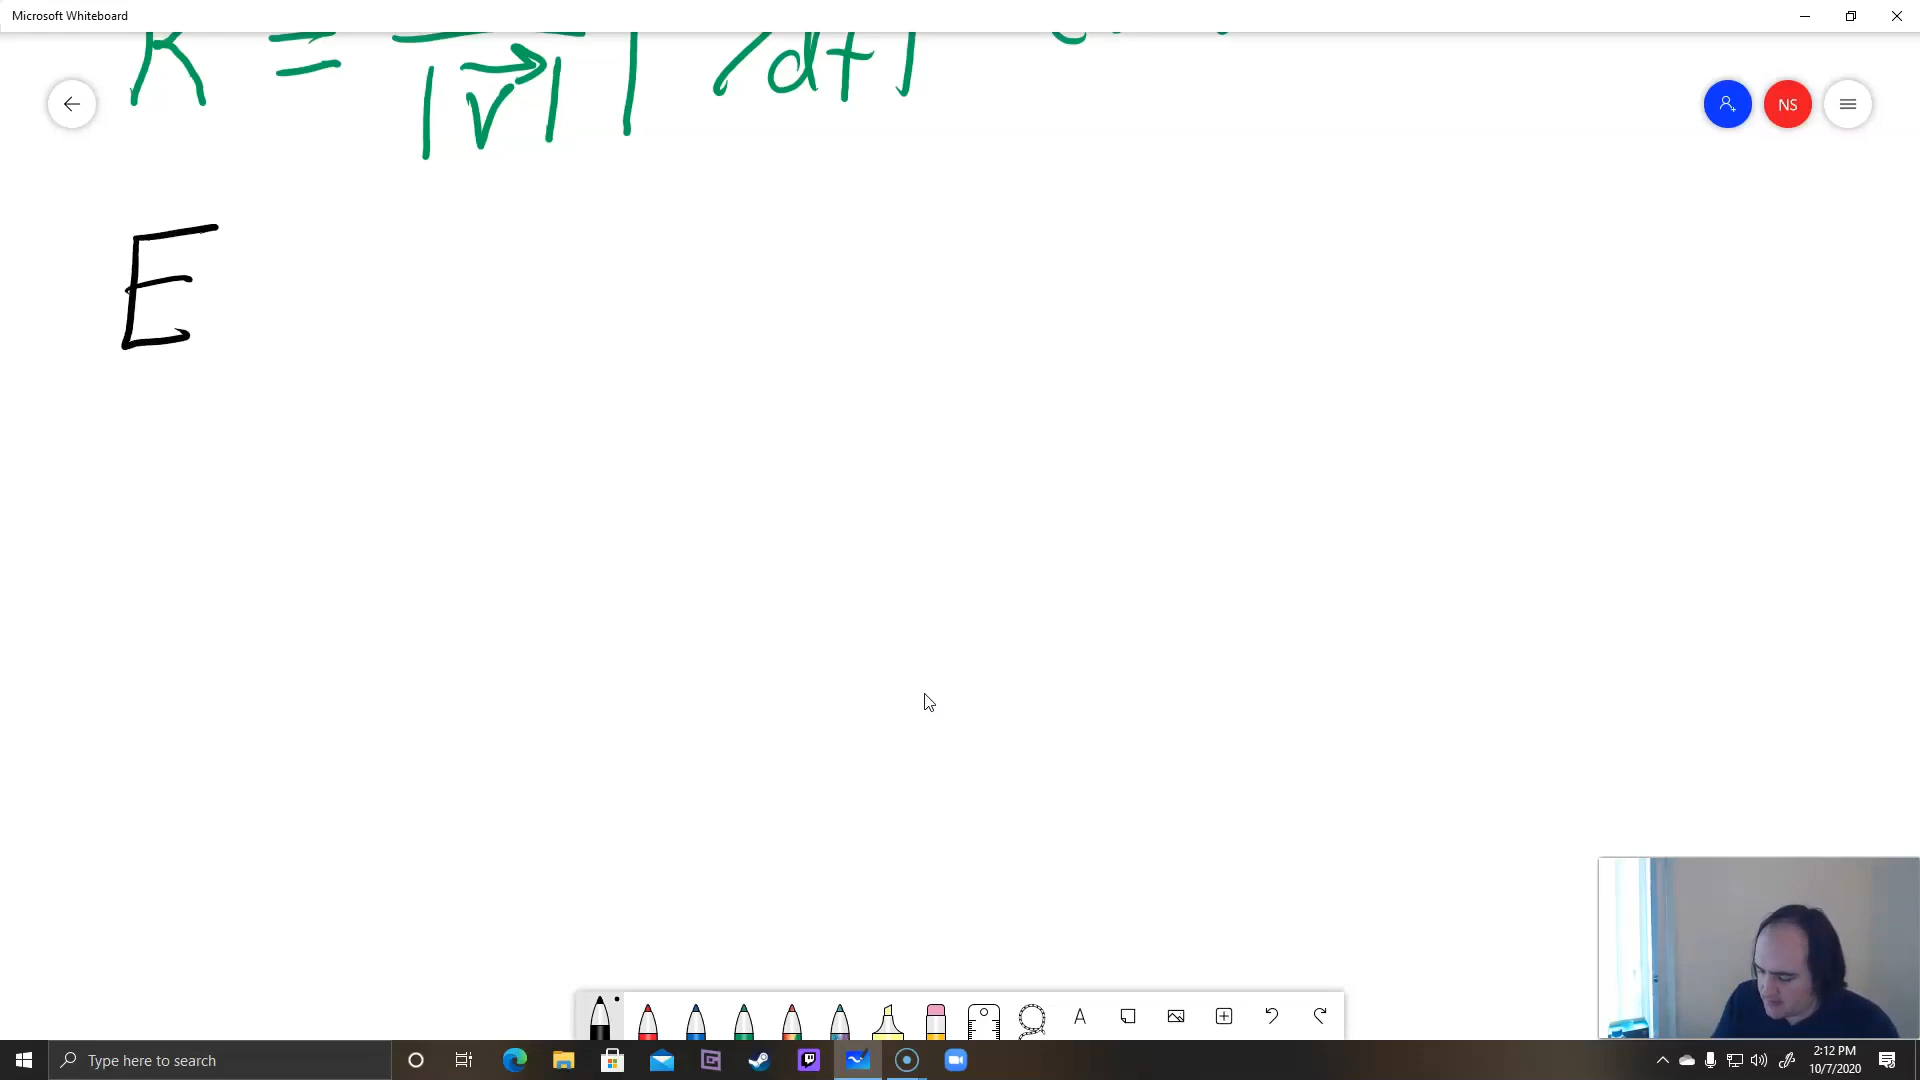 Microsoft Whiteboard
K = |v| | /dt|
NS
E
A
Type here to search
2:12 PM
10/7/2020